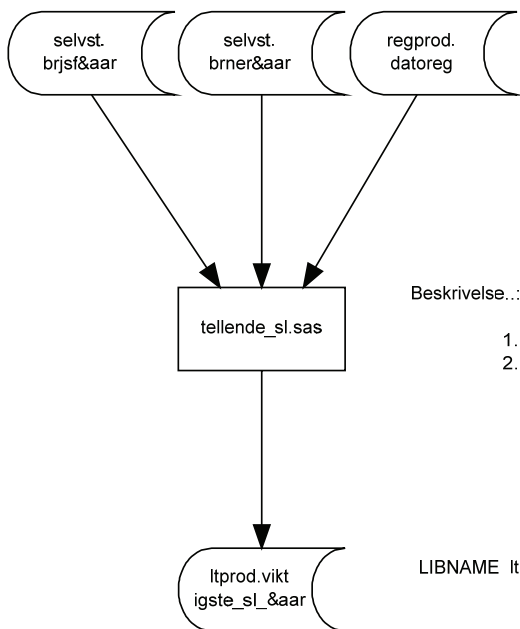 selvst.
brjsf&aar
selvst.
brner&aar
regprod.
datoreg
tellende_sl.sas
Beskrivelse..:
1.
2.
ltprod.vikt
igste_sl_&aar
LIBNAME lt